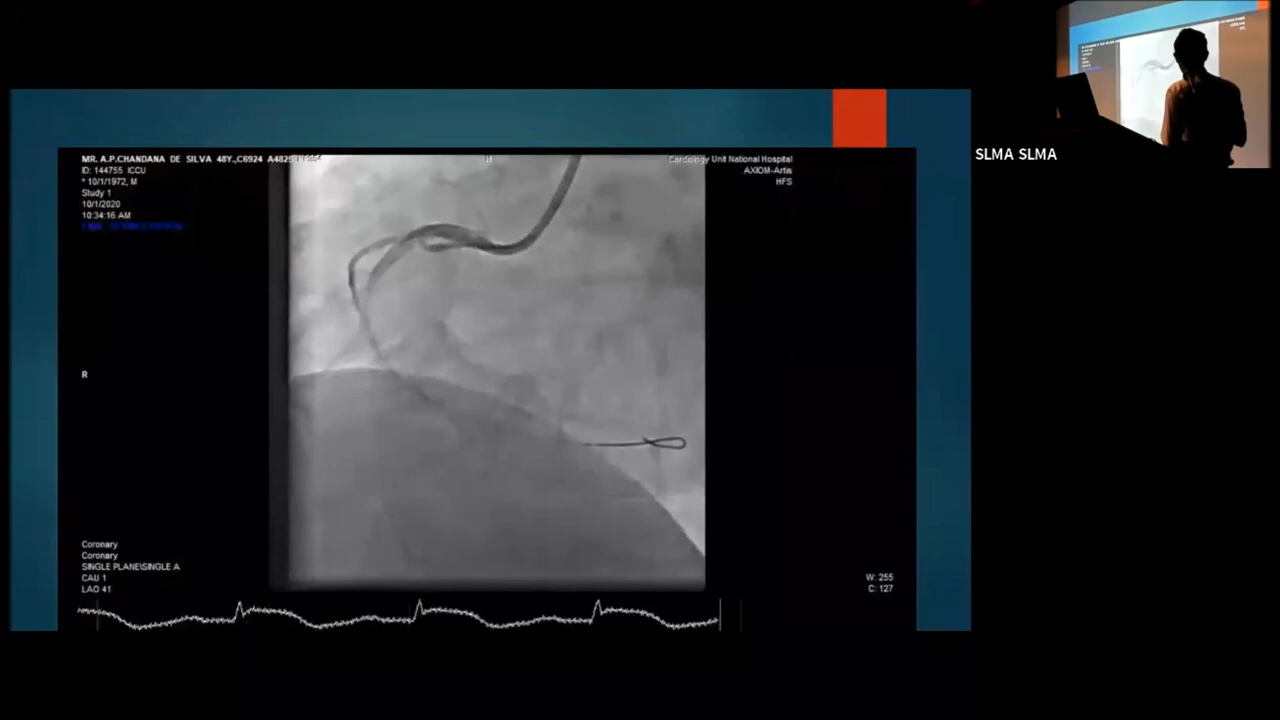 MR. A.P.CHANDANA DE SILVA 48Y.,C6924 A4825
ID: 144755 ICCU
* 10/1/1972, M
Study 1
10/1/2020
10:34:16 AM
H
Cardiology Unit National Hospital
AXIOM-Artis
HFS
SLMA SLMA
R
Coronary
Coronary
SINGLE PLANE\SINGLE A
CAU 1
LAO 41
W: 255
C: 127